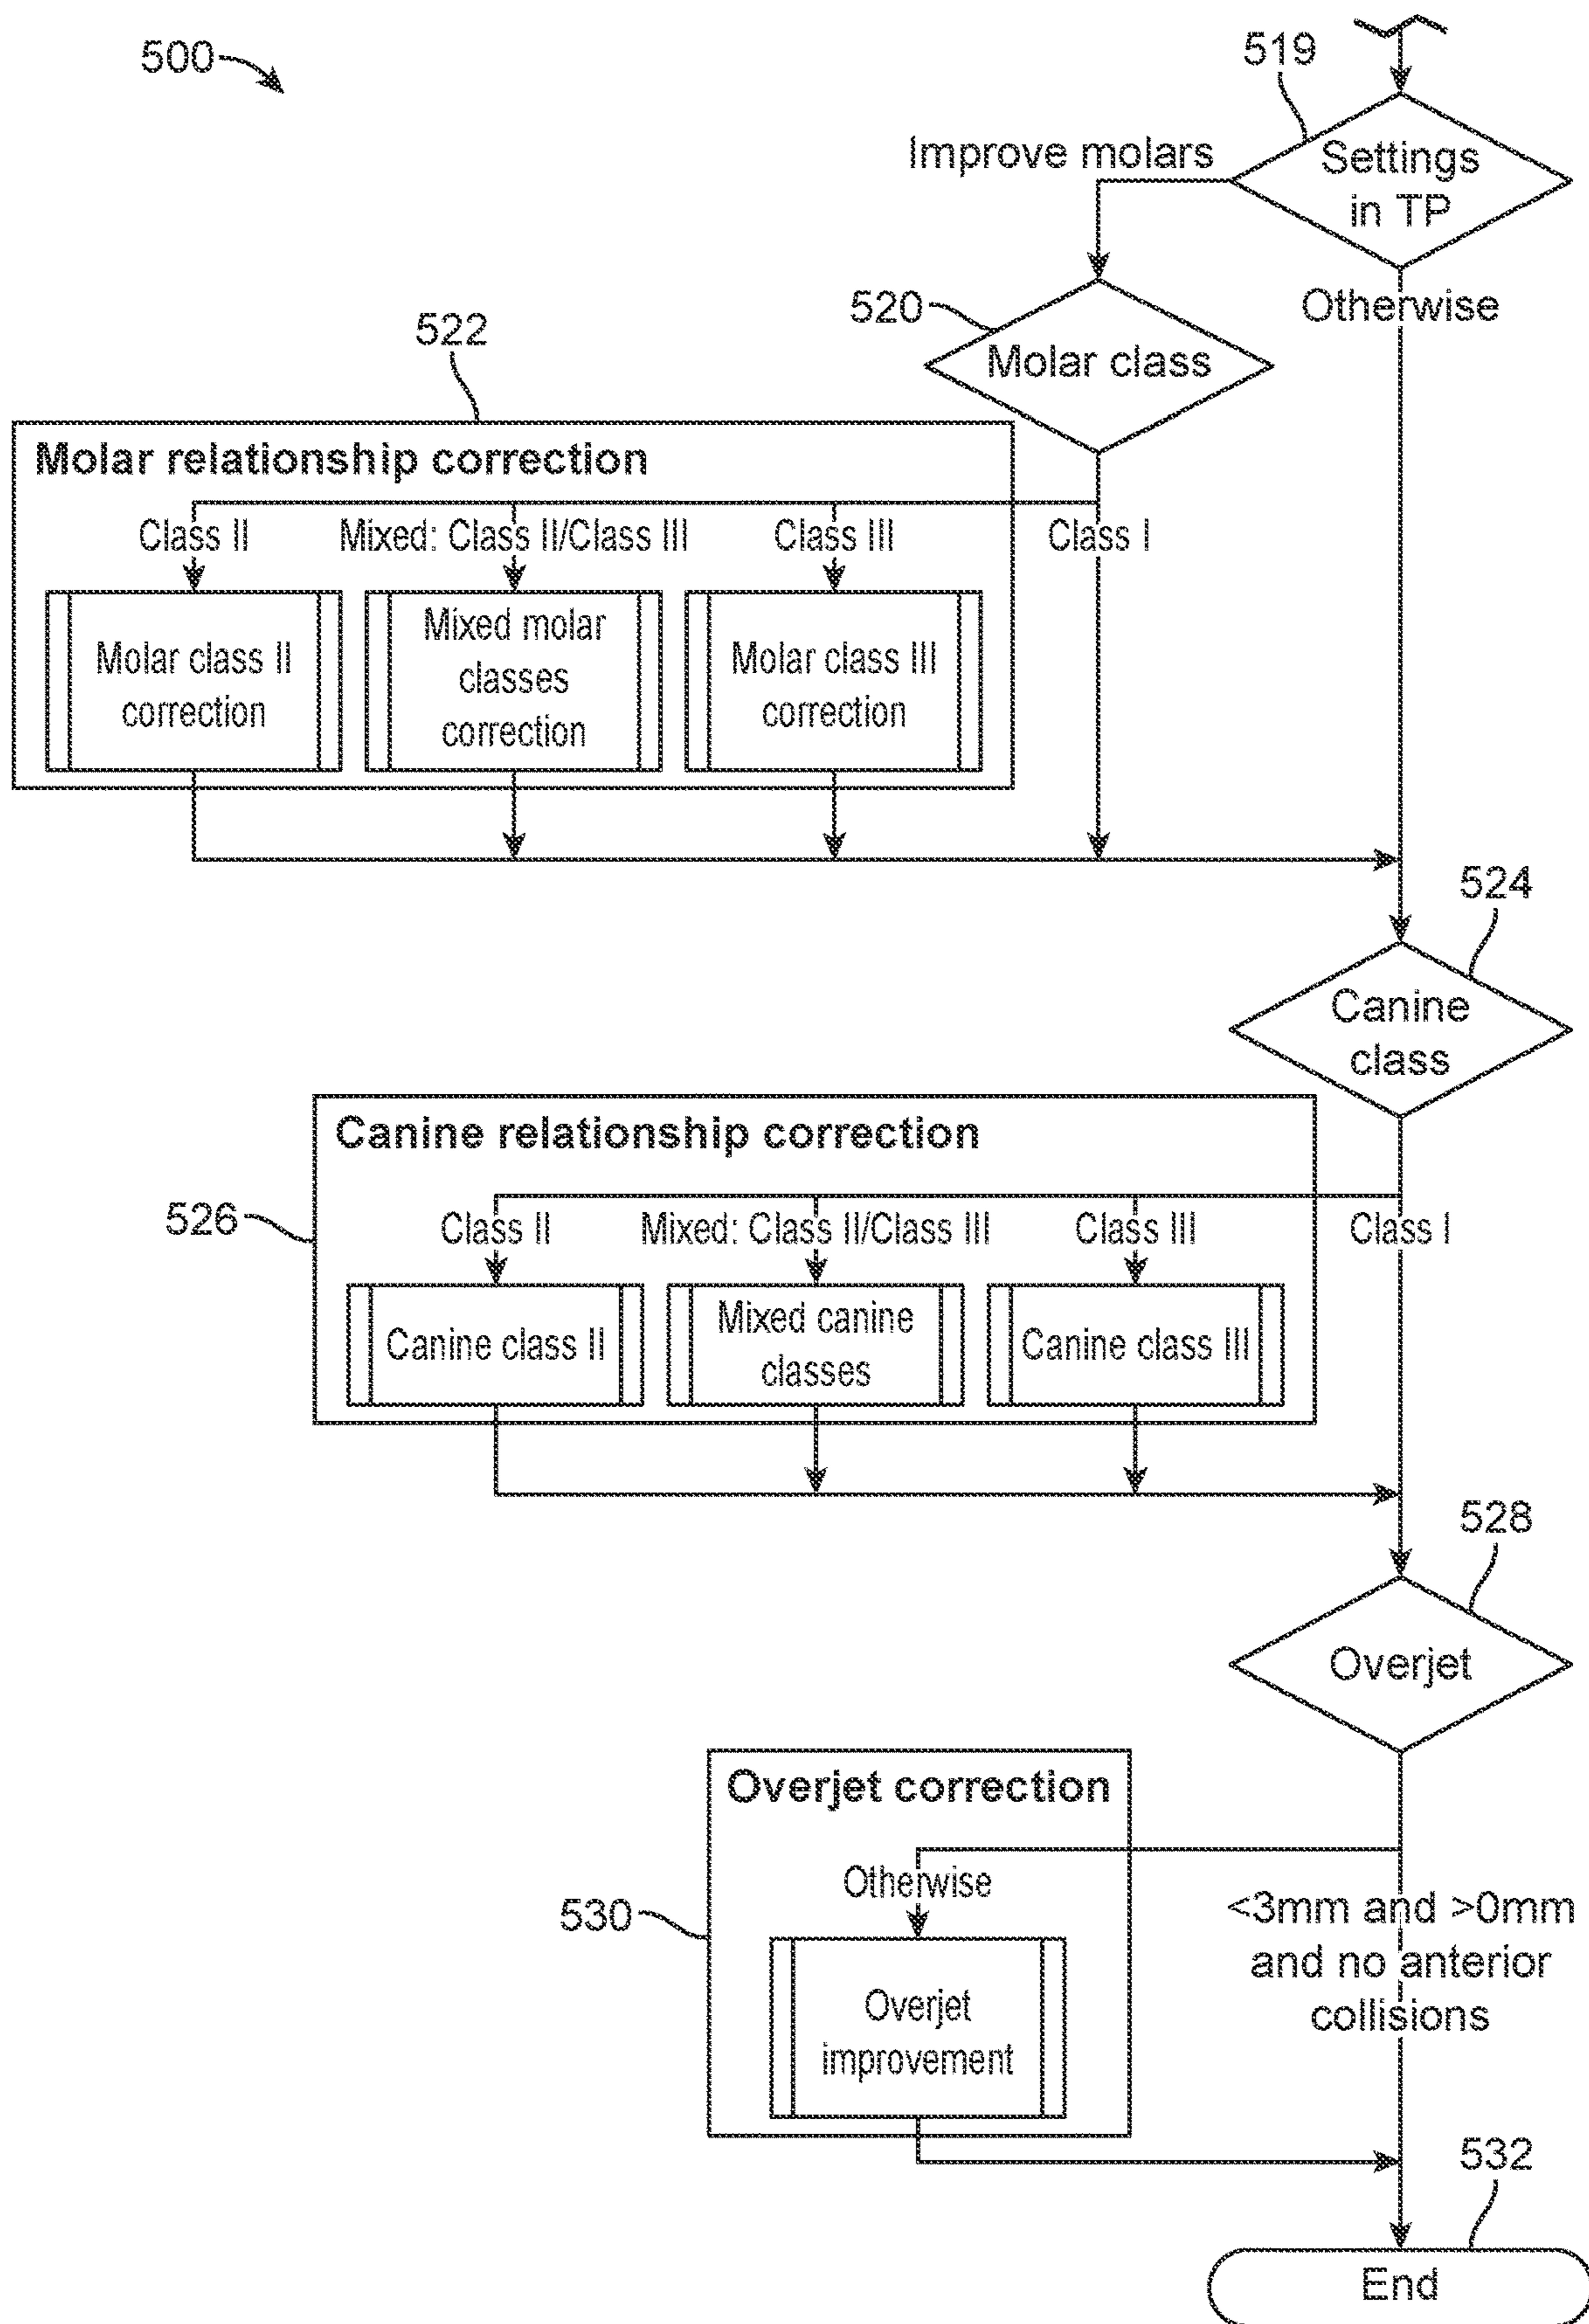 500
519
Improve molars
Settings
in TP
520
Otherwise
522
Molar class
Molar relationship correction
Class II
Mixed: Class II/Class III
Class III
Class I
Molar class II
correction
Mixed molar
classes
correction
Molar class III
correction
524
Canine
class
Canine relationship correction
526
Class II
Mixed: Class II/Class III
Class III
Class I
Canine class II
Mixed canine
classes
Canine class III
528
Overjet
Overjet correction
Otherwise
530
<3mm and >0mm
and no anterior
collisions
Overjet
improvement
532
End